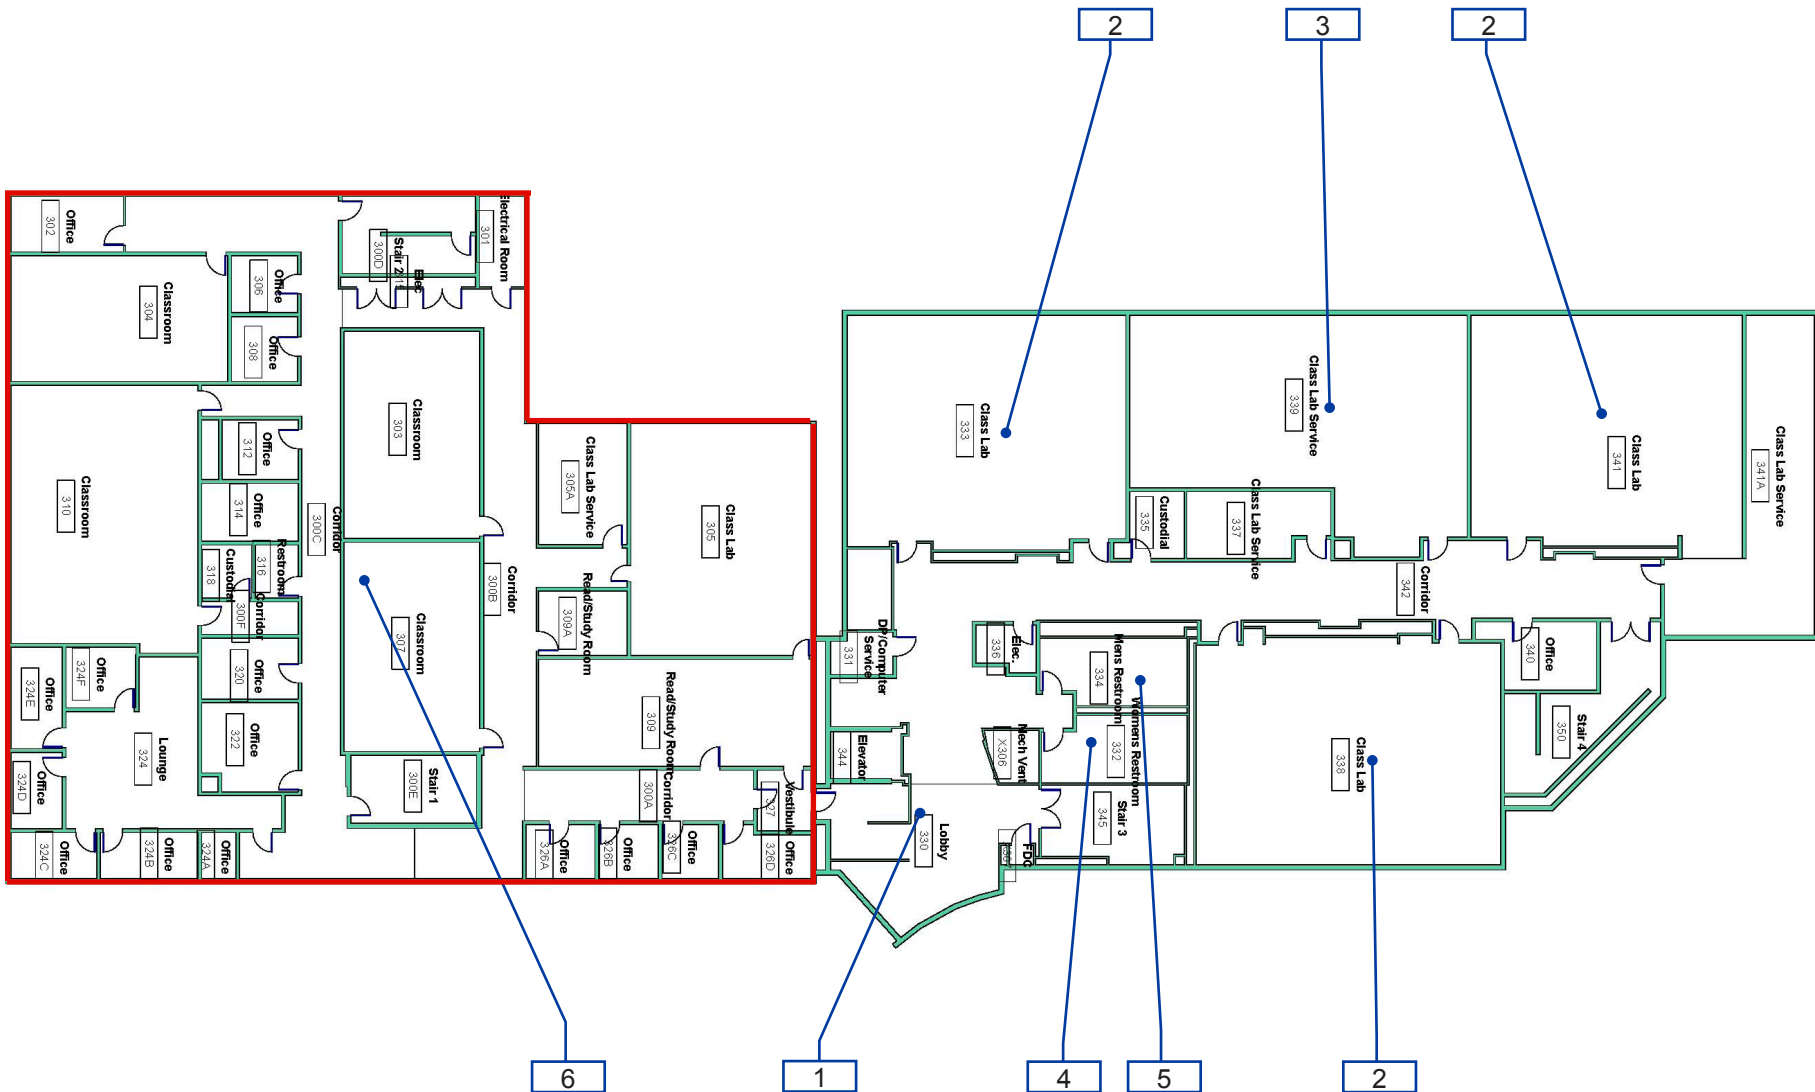 2
3
2
Office
302
Electrical Room
301
Stair 2
300D
Elec
Classroom
304
Office
306
Office
308
Classroom
303
Classroom
310
Office
312
Office
314
Corridor
300C
Restroom
316
Custodial
318
Corridor
300F
Office
320
Office
322
Classroom
307
Corridor
300B
Class Lab Service
305A
Class Lab
305
Read/Study Room
309A
Read/Study Room
309
Office
324E
324F
Lounge
324
Office
324D
Office
324C
Office
324B
Office
324A
Stair 1
300E
Corridor
300A
Vestibule
327
Office
326A
Office
326B
Office
326C
Office
326D
Class Lab
333
Class Lab Service
339
Class Lab
341
Class Lab Service
341A
Custodial
335
Class Lab Service
337
Corridor
342
DP/Computer
Service
331
Elec.
336
Mens Restroom
334
Womens Restroom
332
Mech Vent
X306
Elevator
344
Lobby
330
Stair 3
345
FDC
Class Lab
338
Office
340
Stair 4
350
6
1
4
5
2